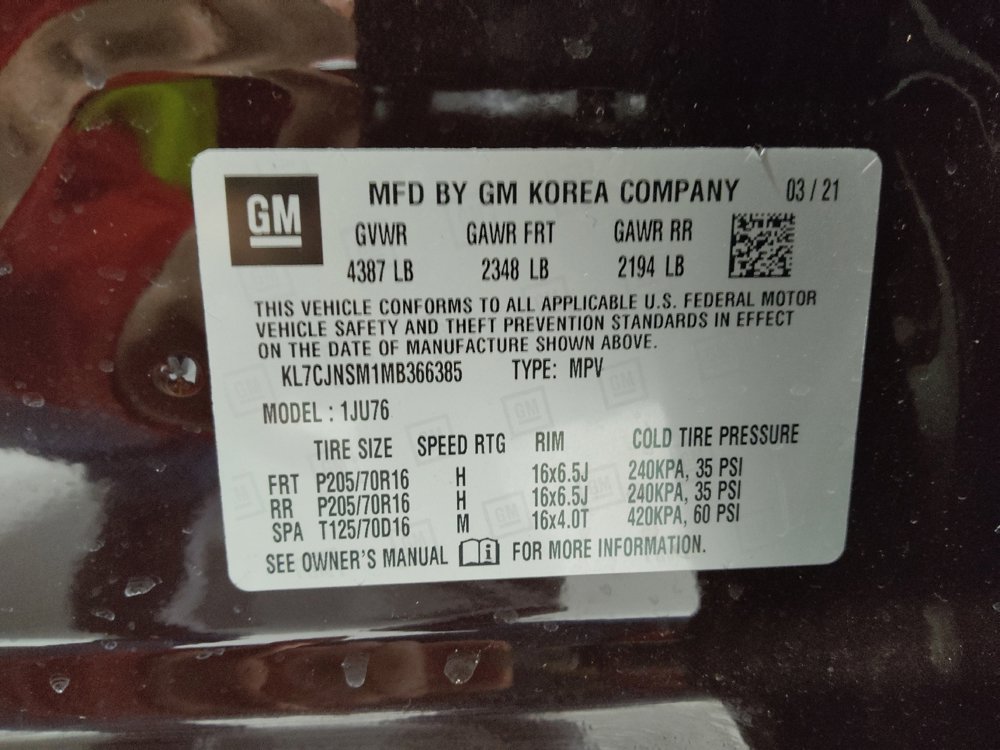 GM
MFD BY GM KOREA COMPANY 03 / 21
GVWR GAWR FRT GAWR RR
4387 LB 2348 LB 2194 LB
THIS VEHICLE CONFORMS TO ALL APPLICABLE U.S. FEDERAL MOTOR
VEHICLE SAFETY AND THEFT PREVENTION STANDARDS IN EFFECT
ON THE DATE OF MANUFACTURE SHOWN ABOVE.
KL7CJNSM1MB366385 TYPE: MPV
MODEL : 1JU76
TIRE SIZE SPEED RTG RIM COLD TIRE PRESSURE
FRT P205/70R16 H 16x6.5J 240KPA, 35 PSI
RR P205/70R16 H 16x6.5J 240KPA, 35 PSI
SPA T125/70D16 M 16x4.0T 420KPA, 60 PSI
SEE OWNER'S MANUAL FOR MORE INFORMATION.